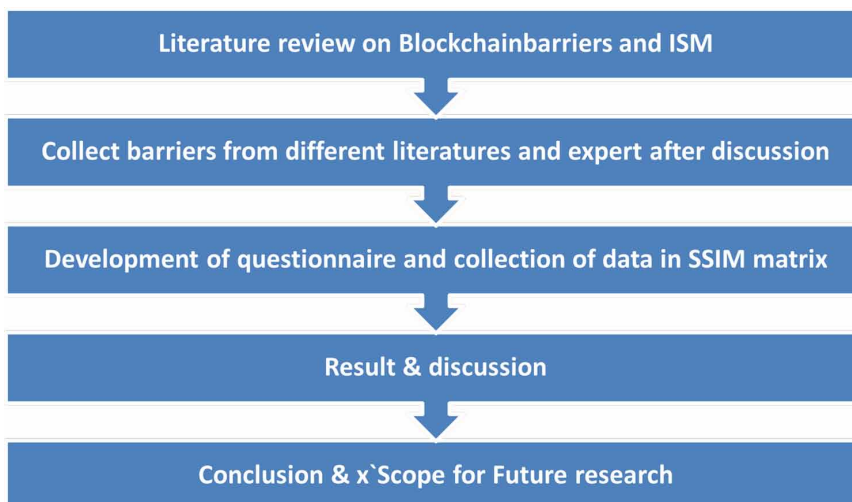 Literature review on Blockchainbarriers and ISM
Collect barriers from different literatures and expert after discussion
Development of questionnaire and collection of data in SSIM matrix
Result & discussion
Conclusion & x`Scope for Future research